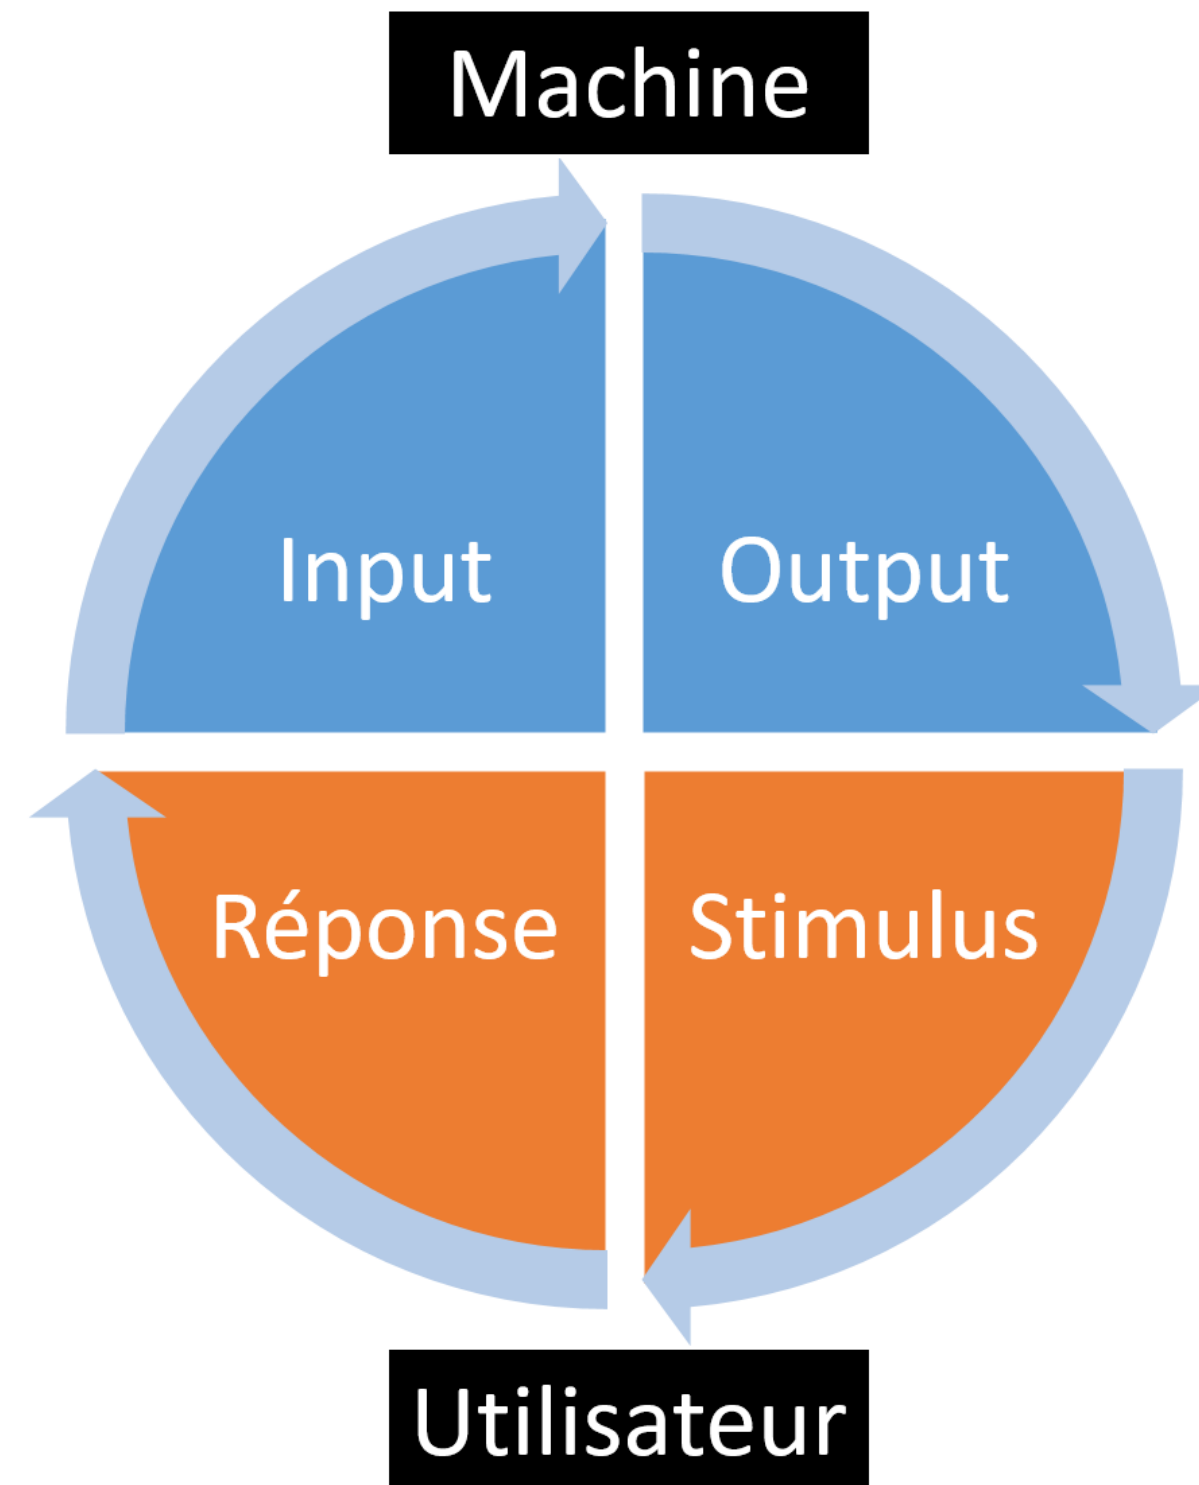 Machine
Input
Output
Réponse
Stimulus
Utilisateur